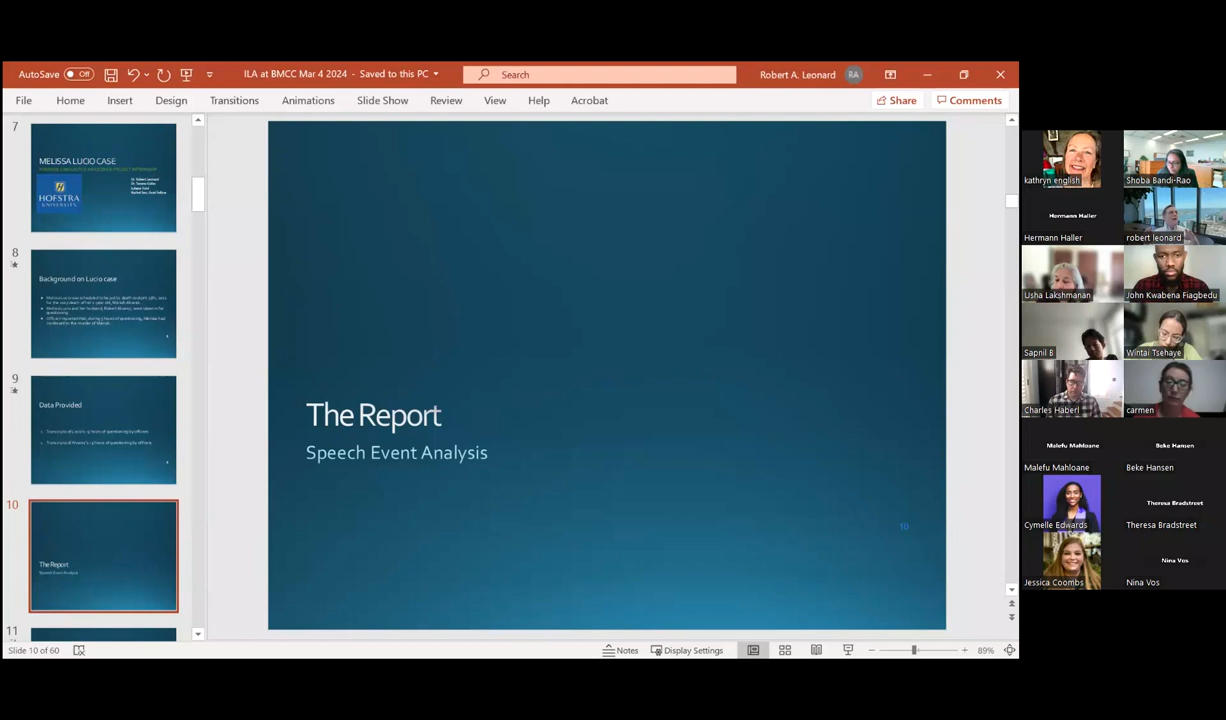 AutoSave Off
ILA at BMCC Mar 4 2024 - Saved to this PC
Search
Robert A. Leonard
RA
File Home Insert Design Transitions Animations Slide Show Review View Help Acrobat
Share
Comments
7
MELISSA LUCIO CASE
HOFSTRA
UNIVERSITY
8
Background on Lucio case
9
Data Provided
10
The Report
Speech Event Analysis
11
The Report
Speech Event Analysis
10
Slide 10 of 60
Notes
Display Settings
89%
kathryn english
Shoba Bandi-Rao
Hermann Haller
Hermann Haller
robert leonard
Usha Lakshmanan
John Kwabena Fiagbedu
Sapnil B
Wintai Tsehaye
Charles Haberl
carmen
Malefu Mahloane
Malefu Mahloane
Beke Hansen
Beke Hansen
Cymelle Edwards
Theresa Bradstreet
Theresa Bradstreet
Jessica Coombs
Nina Vos
Nina Vos